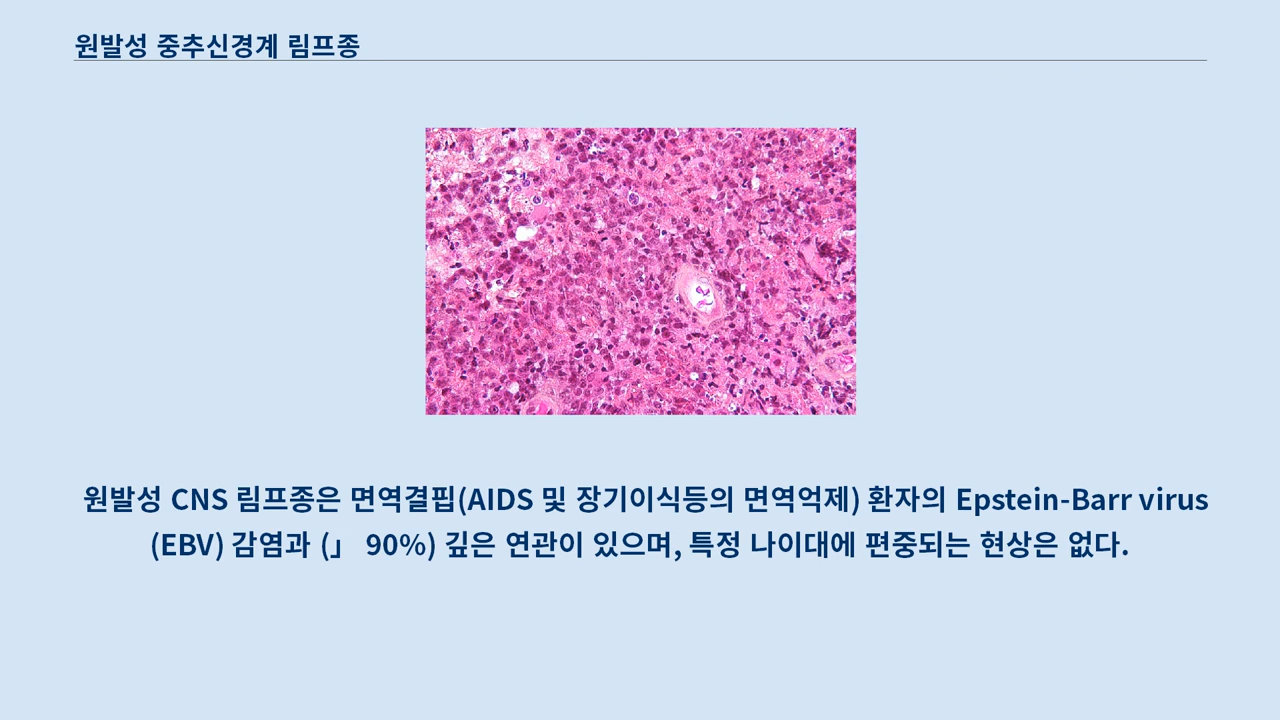 원발성 중추신경계 림프종
원발성 CNS 림프종은 면역결핍(AIDS 및 장기이식등의 면역억제) 환자의 Epstein-Barr virus
(EBV) 감염과 (」 90%) 깊은 연관이 있으며, 특정 나이대에 편중되는 현상은 없다.